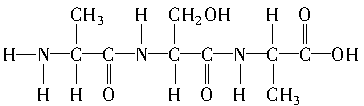 CH₃ H CH₂OH H O
H—N—C—C—N—C—C—N—C—C—OH
H H O H O H CH₃